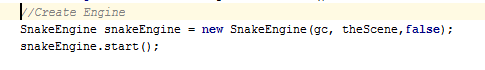 //Create Engine
SnakeEngine snakeEngine = new SnakeEngine(gc, theScene,false);
snakeEngine.start();